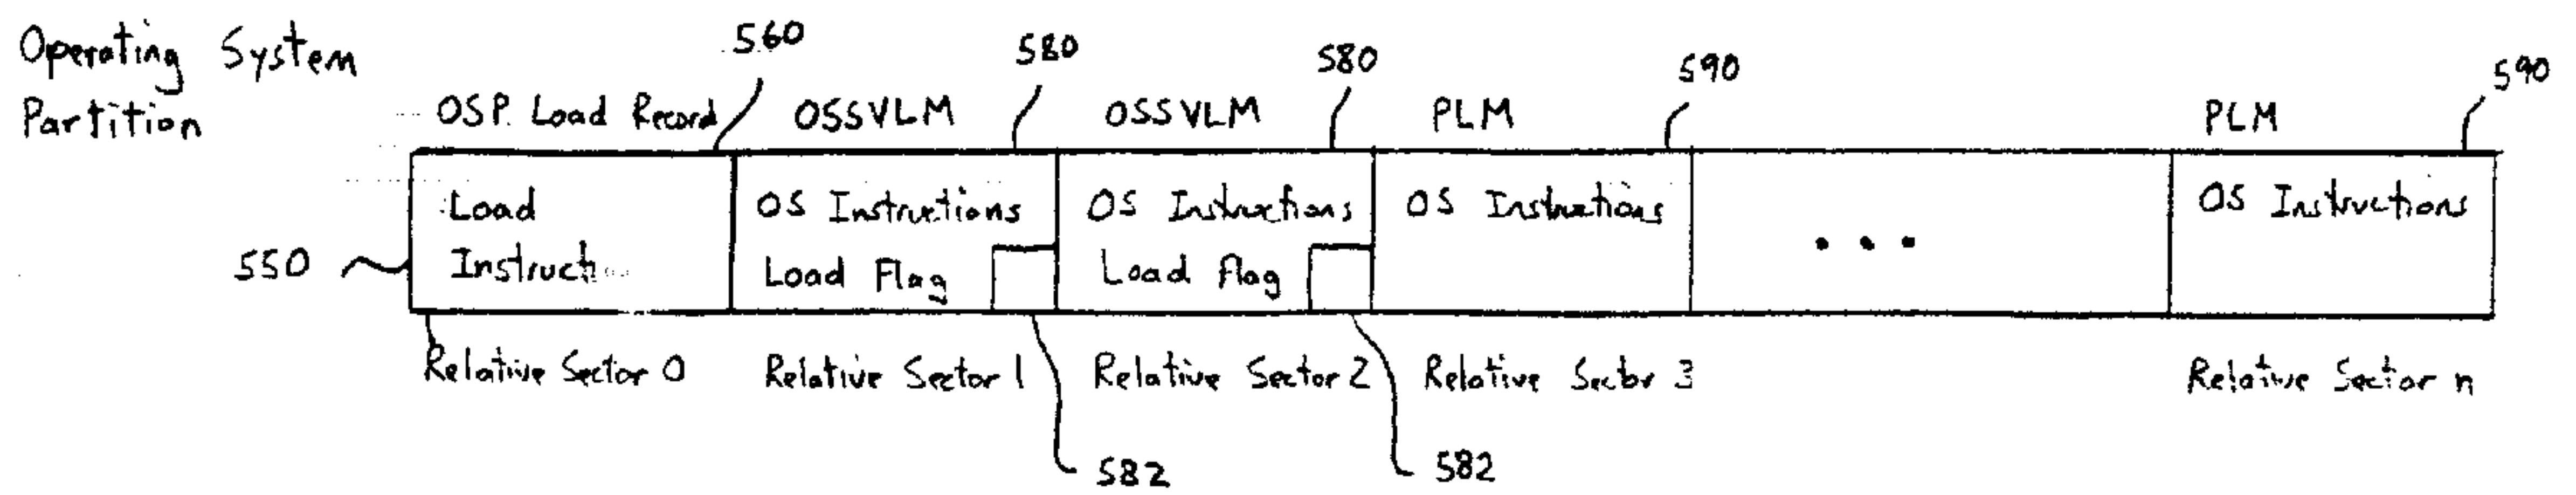 Operating System
Partition
560
580
580
590
590
OSP Load Record
OSSVLM
OSSVLM
PLM
PLM
Load
OS Instructions
OS Instructions
OS Instructions
OS Instructions
550
Load Flag
Load Flag
• • •
Relative Sector 0
Relative Sector 1
Relative Sector 2
Relative Sector 3
Relative Sector n
582
582